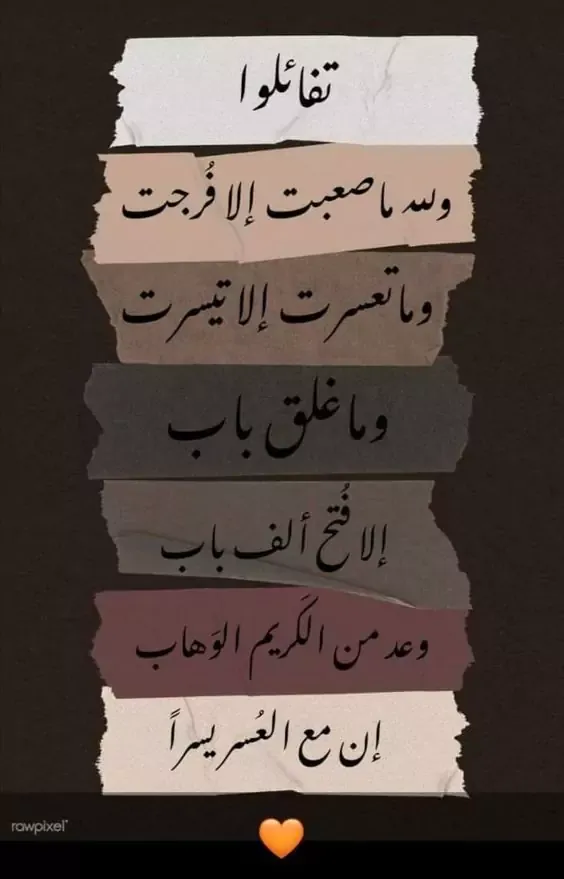 تفائلوا
ولله ما صعبت إلا فُرجت
وما تعسرت إلا تيسرت
وما غلق باب
إلا فُتح ألف باب
وعد من الكَريم الوَهاب
إن مع العُسر يسراً
rawpixel